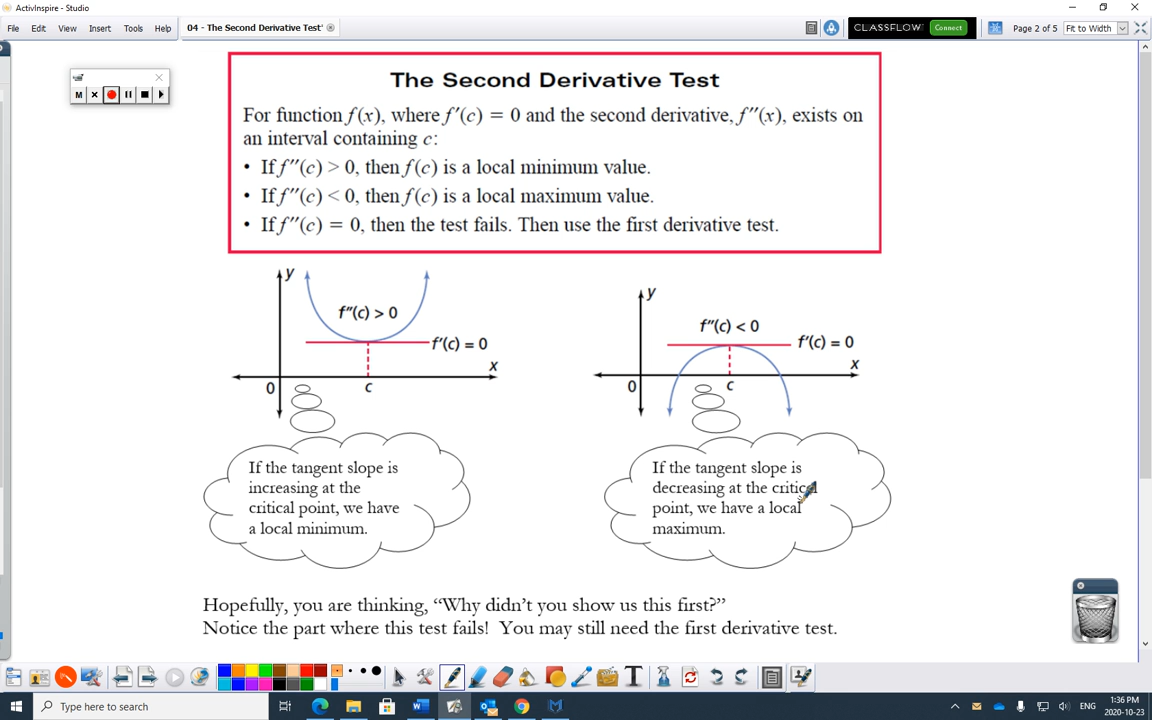 ActivInspire - Studio
File Edit View Insert Tools Help
04 - The Second Derivative Test*
CLASSFLOW Connect
Page 2 of 5
Fit to Width
M
The Second Derivative Test
For function f(x), where f′(c) = 0 and the second derivative, f″(x), exists on
an interval containing c:
• If f″(c) > 0, then f(c) is a local minimum value.
• If f″(c) < 0, then f(c) is a local maximum value.
• If f″(c) = 0, then the test fails. Then use the first derivative test.
y
f″(c) > 0
f′(c) = 0
x
0
c
y
f″(c) < 0
f′(c) = 0
x
0
c
If the tangent slope is
increasing at the
critical point, we have
a local minimum.
If the tangent slope is
decreasing at the critical
point, we have a local
maximum.
Hopefully, you are thinking, “Why didn’t you show us this first?”
Notice the part where this test fails! You may still need the first derivative test.
T
Type here to search
ENG
1:36 PM
2020-10-23